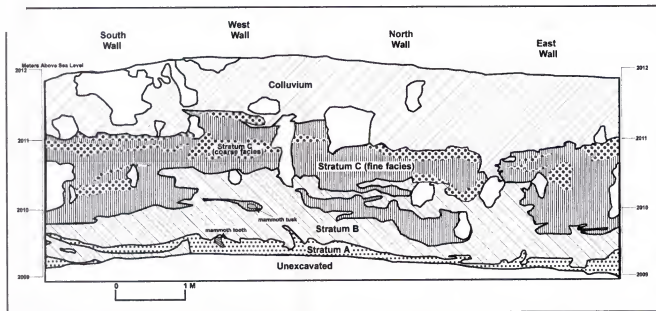 South
Wall
West
Wall
North
Wall
East
Wall
Meters Above Sea Level
2012
2012
Colluvium
2011
2011
Stratum C
(coarse facies)
Stratum C (fine facies)
2010
2010
mammoth tusk
mammoth tooth
Stratum B
Stratum A
Unexcavated
2009
2009
0
1 M